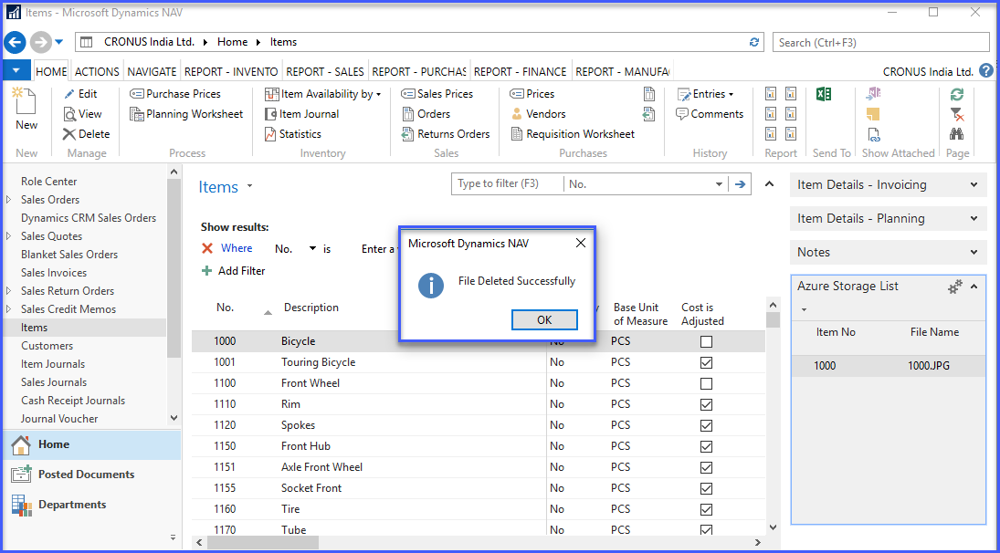 Items - Microsoft Dynamics NAV
CRONUS India Ltd. Home Items
Search (Ctrl+F3)
HOME ACTIONS NAVIGATE REPORT - INVENTO REPORT - SALES REPORT - PURCHAS REPORT - FINANCE REPORT - MANUFA CRONUS India Ltd.
New
New
Edit
View
Delete
Manage
Purchase Prices
Planning Worksheet
Process
Item Availability by
Item Journal
Statistics
Inventory
Sales Prices
Orders
Returns Orders
Sales
Prices
Vendors
Requisition Worksheet
Purchases
Entries
Comments
History
Report
Send To
Show Attached
Page
Role Center
Sales Orders
Dynamics CRM Sales Orders
Sales Quotes
Blanket Sales Orders
Sales Invoices
Sales Return Orders
Sales Credit Memos
Items
Customers
Item Journals
Sales Journals
Cash Receipt Journals
Journal Voucher
Home
Posted Documents
Departments
Items
Type to filter (F3) No.
Show results:
Where No. is Enter a
Add Filter
No. Description Base Unit of Measure Cost is Adjusted
1000 Bicycle No PCS
1001 Touring Bicycle No PCS
1100 Front Wheel No PCS
1110 Rim No PCS
1120 Spokes No PCS
1150 Front Hub No PCS
1151 Axle Front Wheel No PCS
1155 Socket Front No PCS
1160 Tire No PCS
1170 Tube No PCS
Microsoft Dynamics NAV
File Deleted Successfully
OK
Item Details - Invoicing
Item Details - Planning
Notes
Azure Storage List
Item No File Name
1000 1000.JPG